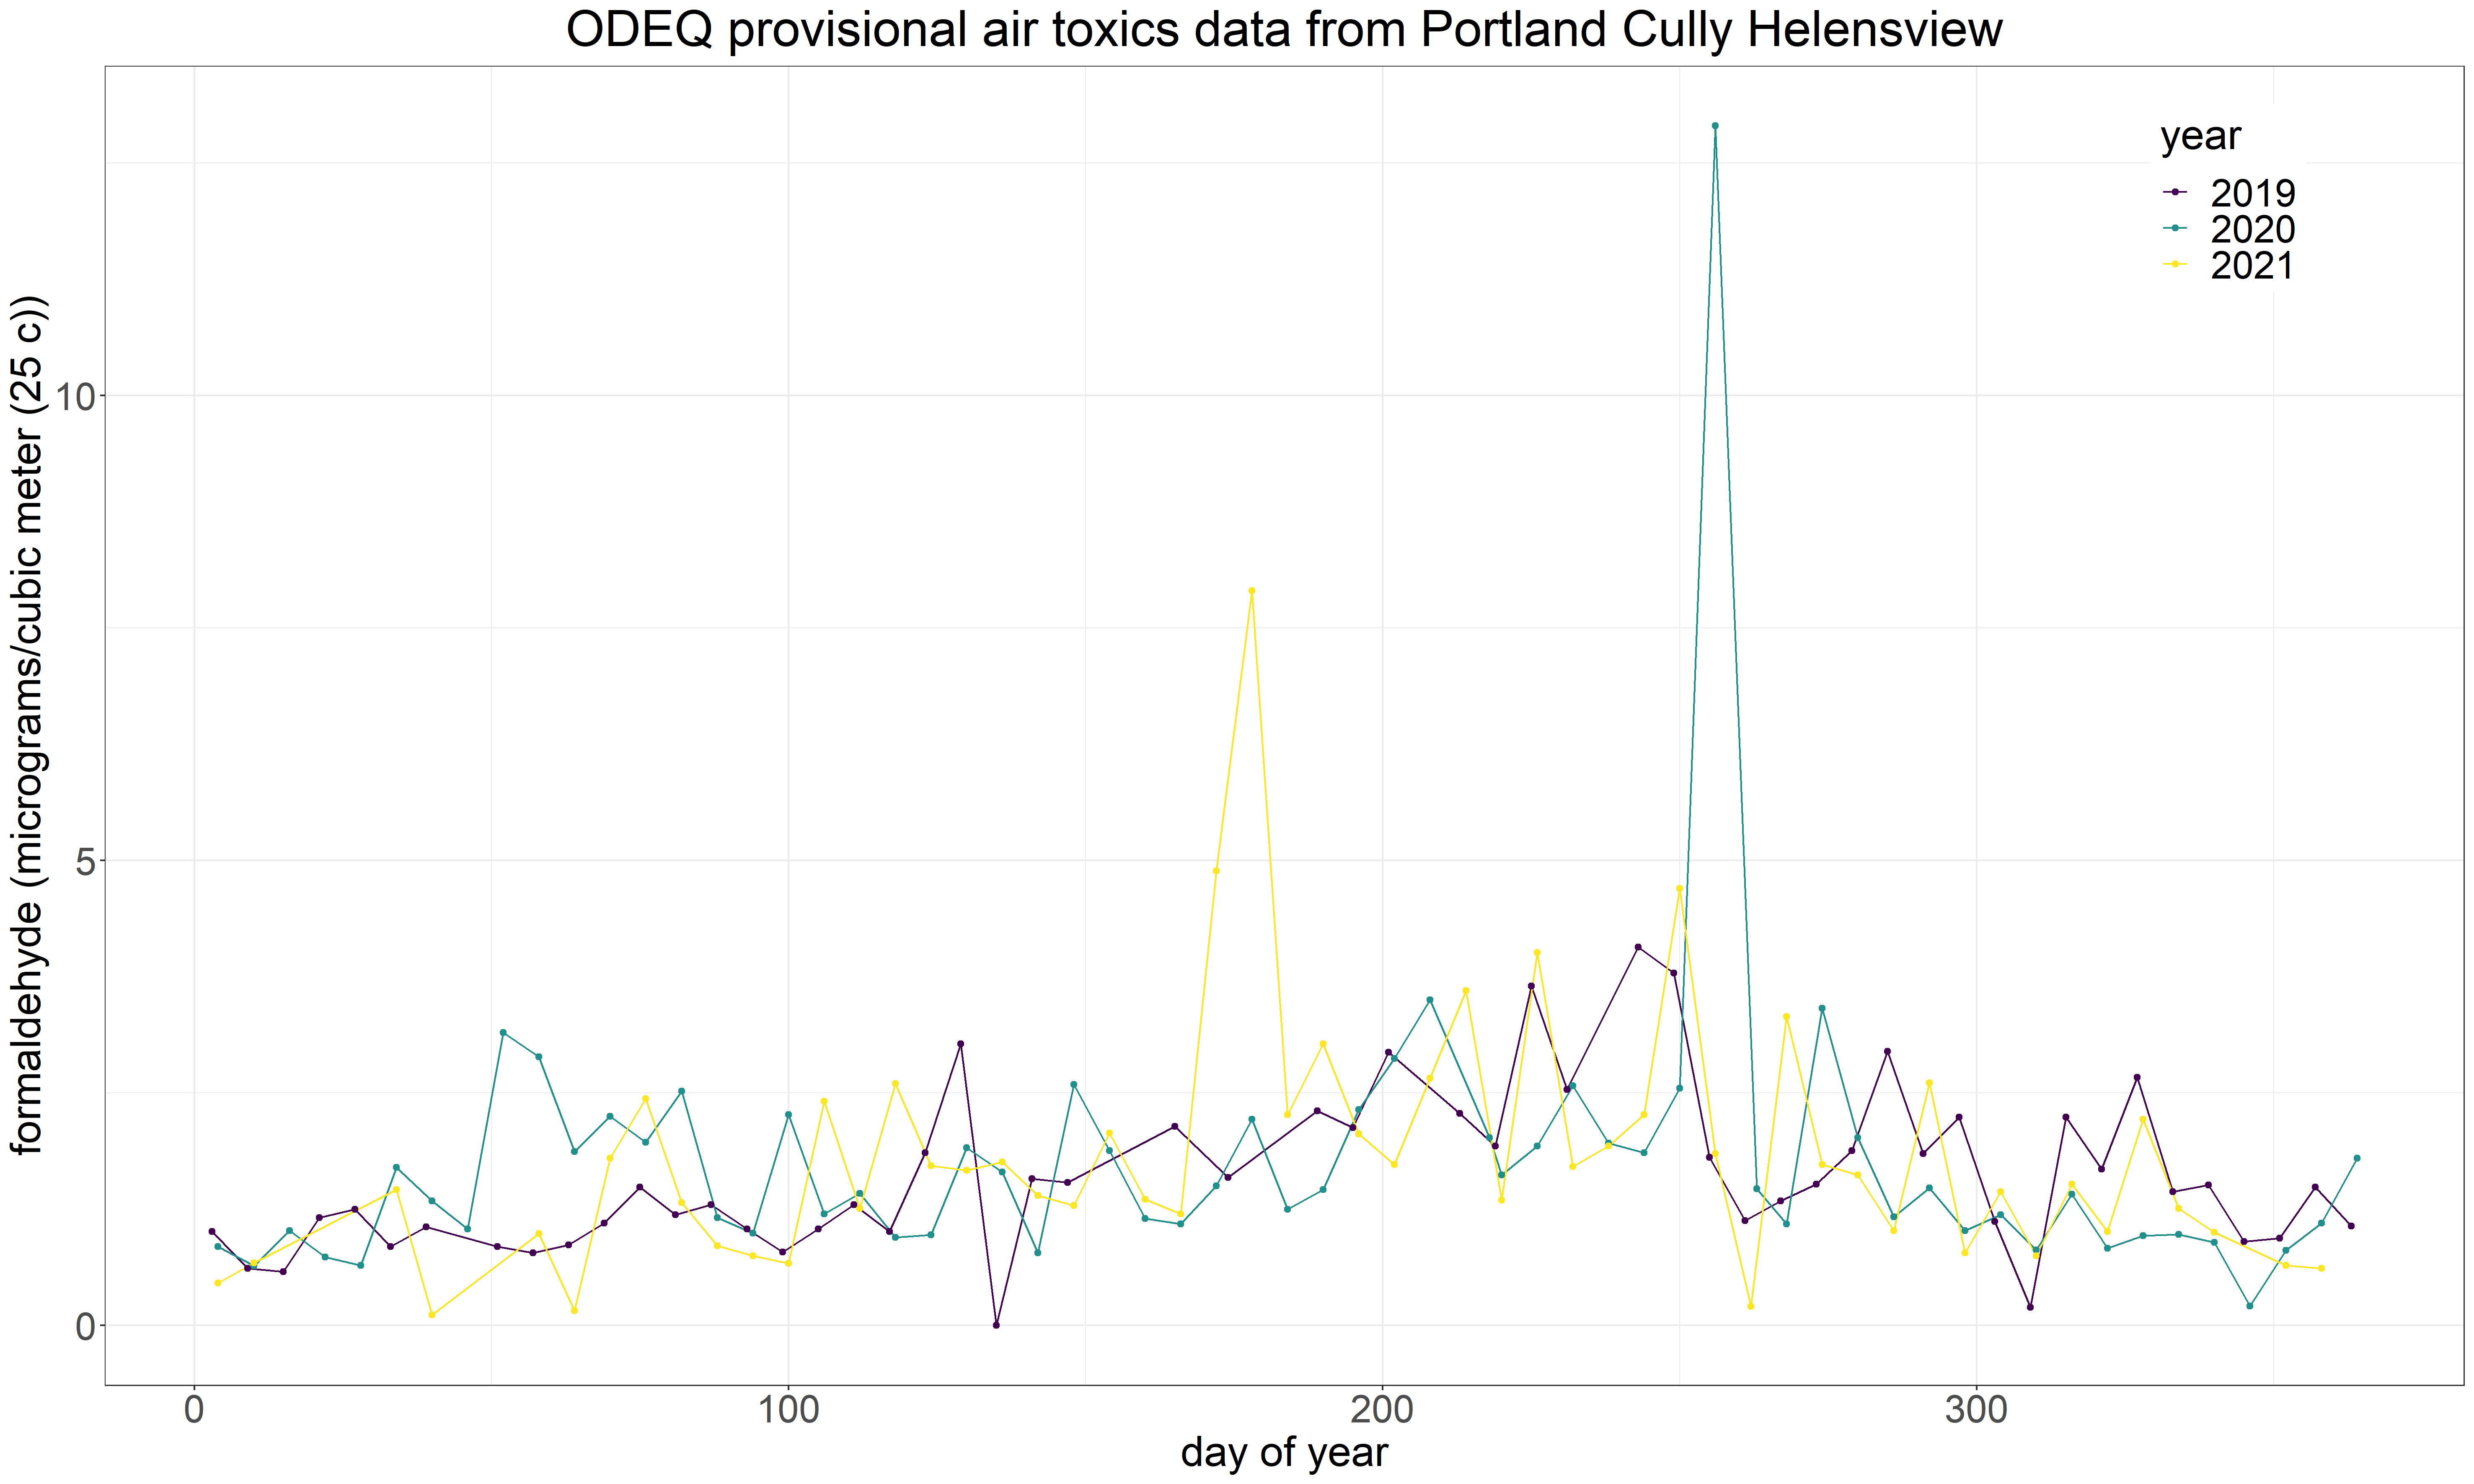 ODEQ provisional air toxics data from Portland Cully Helensview
year
2019
2020
2021
formaldehyde (micrograms/cubic meter (25 c))
10
5
0
0 100 200 300
day of year